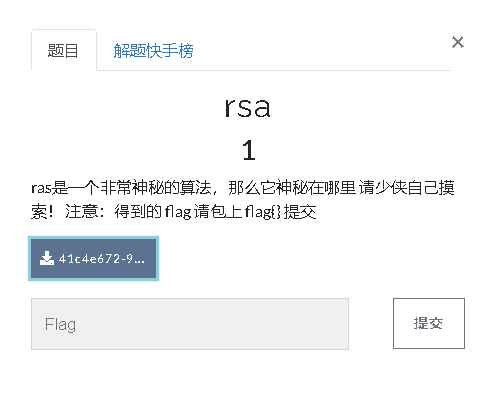 题目 解题快手榜 ×
rsa
1
ras是一个非常神秘的算法，那么它神秘在哪里 请少侠自己摸
索！ 注意：得到的 flag 请包上 flag{} 提交
41c4e672-9...
Flag 提交